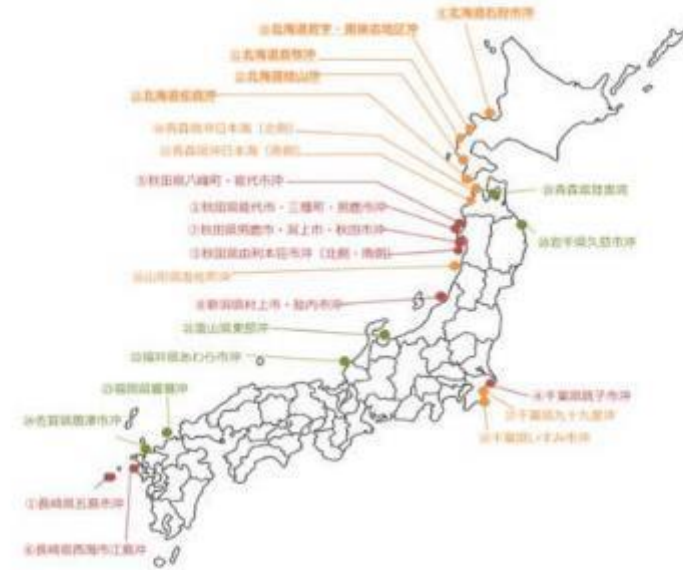 北海道石狩市沖
北海道岩宇・南後志地区沖
北海道島牧沖
北海道檜山沖
北海道松前沖
青森県沖日本海（北側）
青森県沖日本海（南側）
⑤秋田県八峰町・能代市沖
②秋田県能代市・三種町・男鹿市沖
⑦秋田県男鹿市・潟上市・秋田市沖
③秋田県由利本荘市沖（北側・南側）
山形県遊佐町沖
⑧新潟県村上市・胎内市沖
富山県東部沖
福井県あわら市沖
福岡県響灘沖
佐賀県唐津市沖
①長崎県五島市沖
⑥長崎県西海市江島沖
青森県陸奥湾
岩手県久慈市沖
④千葉県銚子市沖
千葉県九十九里沖
千葉県いすみ市沖